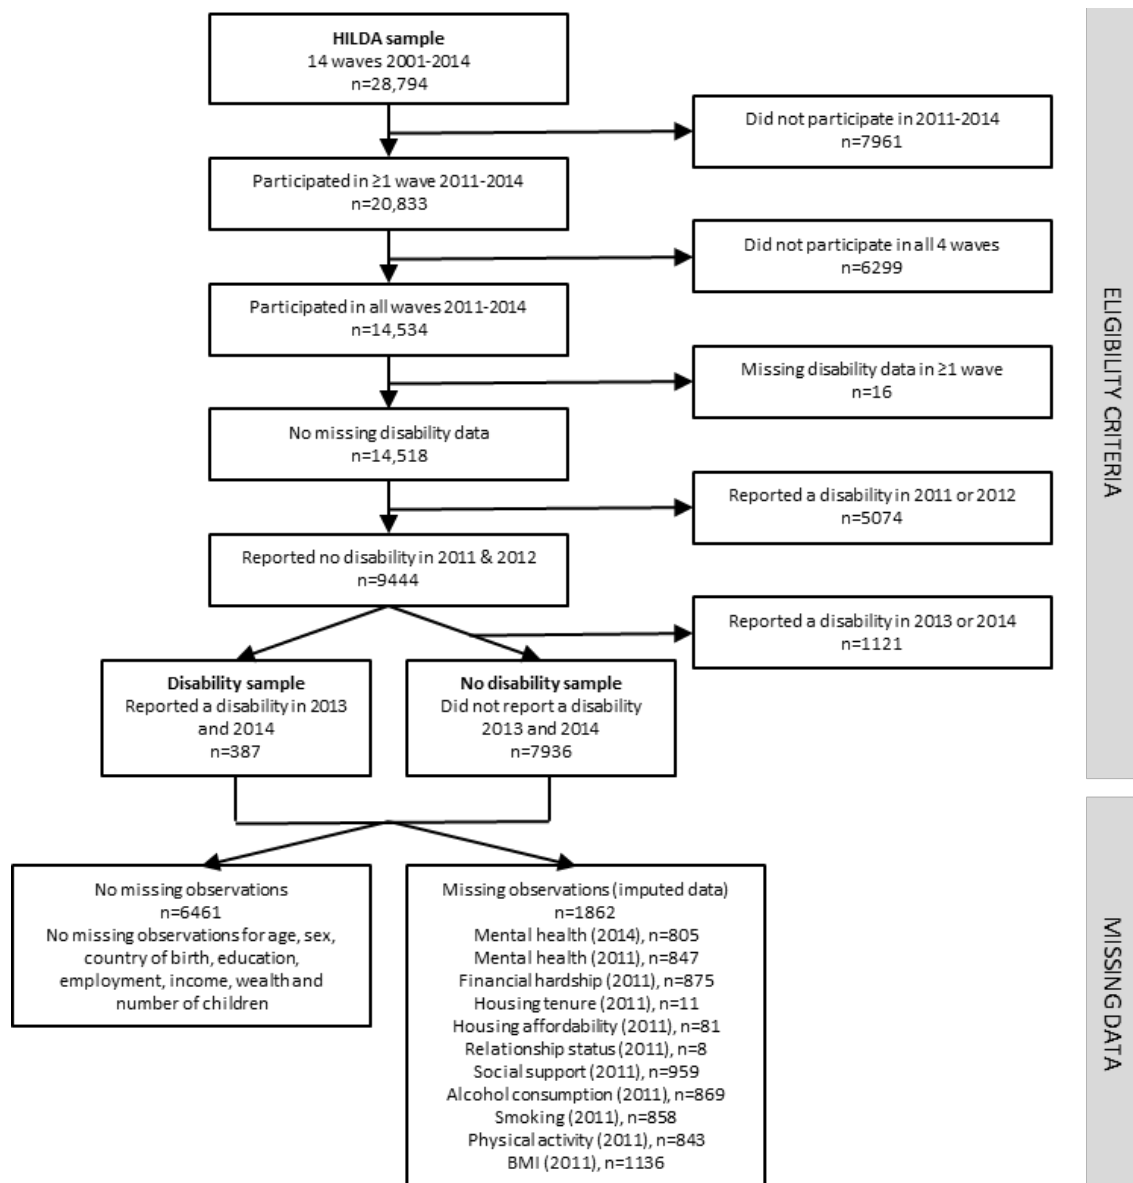 HILDA sample
14 waves 2001-2014
n=28,794
Did not participate in 2011-2014
n=7961
Participated in ≥1 wave 2011-2014
n=20,833
Did not participate in all 4 waves
n=6299
Participated in all waves 2011-2014
n=14,534
Missing disability data in ≥1 wave
n=16
No missing disability data
n=14,518
Reported a disability in 2011 or 2012
n=5074
Reported no disability in 2011 & 2012
n=9444
Reported a disability in 2013 or 2014
n=1121
Disability sample
Reported a disability in 2013
and 2014
n=387
No disability sample
Did not report a disability
2013 and 2014
n=7936
ELIGIBILITY CRITERIA
No missing observations
n=6461
No missing observations for age, sex,
country of birth, education,
employment, income, wealth and
number of children
Missing observations (imputed data)
n=1862
Mental health (2014), n=805
Mental health (2011), n=847
Financial hardship (2011), n=875
Housing tenure (2011), n=11
Housing affordability (2011), n=81
Relationship status (2011), n=8
Social support (2011), n=959
Alcohol consumption (2011), n=869
Smoking (2011), n=858
Physical activity (2011), n=843
BMI (2011), n=1136
MISSING DATA